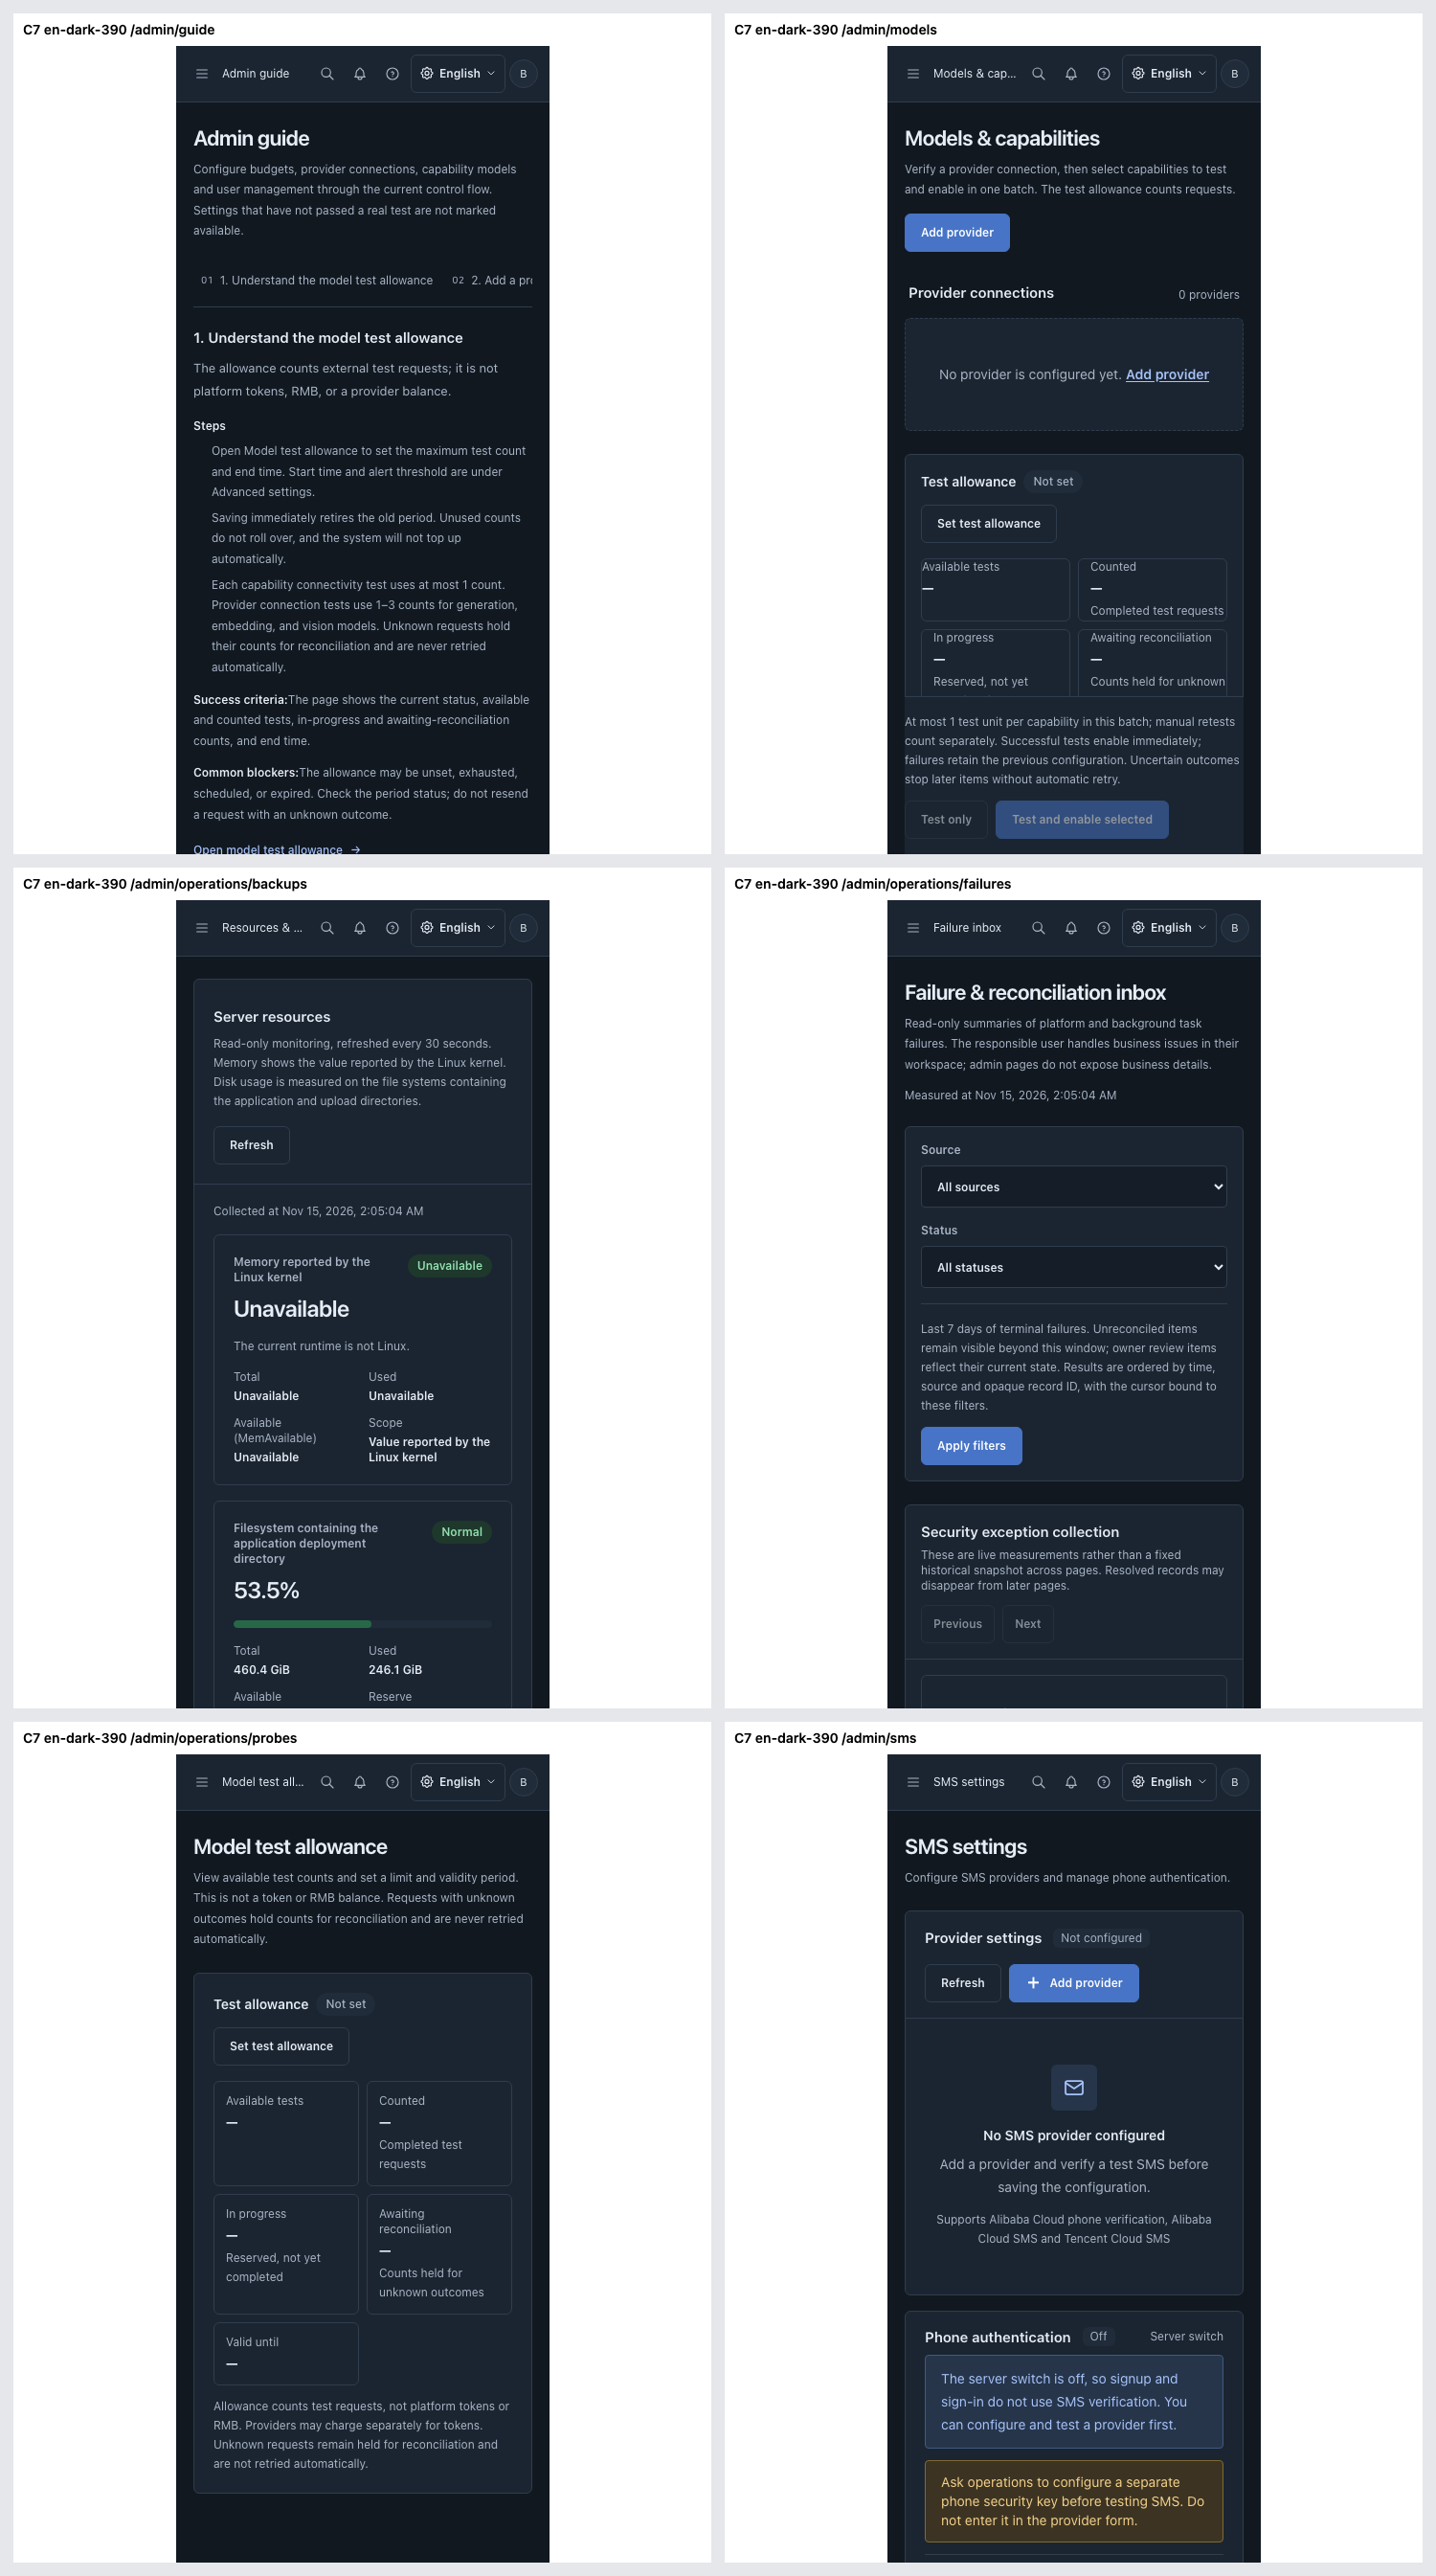 C7 en-dark-390 /admin/guide
Admin guide
English
B
Admin guide
Configure budgets, provider connections, capability models
and user management through the current control flow.
Settings that have not passed a real test are not marked
available.
01 1. Understand the model test allowance 02 2. Add a pr
1. Understand the model test allowance
The allowance counts external test requests; it is not
platform tokens, RMB, or a provider balance.
Steps
Open Model test allowance to set the maximum test count
and end time. Start time and alert threshold are under
Advanced settings.
Saving immediately retires the old period. Unused counts
do not roll over, and the system will not top up
automatically.
Each capability connectivity test uses at most 1 count.
Provider connection tests use 1–3 counts for generation,
embedding, and vision models. Unknown requests hold
their counts for reconciliation and are never retried
automatically.
Success criteria:The page shows the current status, available
and counted tests, in-progress and awaiting-reconciliation
counts, and end time.
Common blockers:The allowance may be unset, exhausted,
scheduled, or expired. Check the period status; do not resend
a request with an unknown outcome.
Open model test allowance →
C7 en-dark-390 /admin/models
Models & cap...
English
B
Models & capabilities
Verify a provider connection, then select capabilities to test
and enable in one batch. The test allowance counts requests.
Add provider
Provider connections
0 providers
No provider is configured yet. Add provider
Test allowance Not set
Set test allowance
Available tests
—
Counted
—
Completed test requests
In progress
—
Reserved, not yet
Awaiting reconciliation
—
Counts held for unknown
At most 1 test unit per capability in this batch; manual retests
count separately. Successful tests enable immediately;
failures retain the previous configuration. Uncertain outcomes
stop later items without automatic retry.
Test only
Test and enable selected
C7 en-dark-390 /admin/operations/backups
Resources & ...
English
B
Server resources
Read-only monitoring, refreshed every 30 seconds.
Memory shows the value reported by the Linux kernel.
Disk usage is measured on the file systems containing
the application and upload directories.
Refresh
Collected at Nov 15, 2026, 2:05:04 AM
Memory reported by the
Linux kernel
Unavailable
Unavailable
The current runtime is not Linux.
Total
Unavailable
Used
Unavailable
Available
(MemAvailable)
Unavailable
Scope
Value reported by the
Linux kernel
Filesystem containing the
application deployment
directory
Normal
53.5%
Total
460.4 GiB
Used
246.1 GiB
Available
Reserve
C7 en-dark-390 /admin/operations/failures
Failure inbox
English
B
Failure & reconciliation inbox
Read-only summaries of platform and background task
failures. The responsible user handles business issues in their
workspace; admin pages do not expose business details.
Measured at Nov 15, 2026, 2:05:04 AM
Source
All sources
Status
All statuses
Last 7 days of terminal failures. Unreconciled items
remain visible beyond this window; owner review items
reflect their current state. Results are ordered by time,
source and opaque record ID, with the cursor bound to
these filters.
Apply filters
Security exception collection
These are live measurements rather than a fixed
historical snapshot across pages. Resolved records may
disappear from later pages.
Previous
Next
C7 en-dark-390 /admin/operations/probes
Model test all...
English
B
Model test allowance
View available test counts and set a limit and validity period.
This is not a token or RMB balance. Requests with unknown
outcomes hold counts for reconciliation and are never retried
automatically.
Test allowance Not set
Set test allowance
Available tests
—
Counted
—
Completed test
requests
In progress
—
Reserved, not yet
completed
Awaiting
reconciliation
—
Counts held for
unknown outcomes
Valid until
—
Allowance counts test requests, not platform tokens or
RMB. Providers may charge separately for tokens.
Unknown requests remain held for reconciliation and
are not retried automatically.
C7 en-dark-390 /admin/sms
SMS settings
English
B
SMS settings
Configure SMS providers and manage phone authentication.
Provider settings Not configured
Refresh
+ Add provider
No SMS provider configured
Add a provider and verify a test SMS before
saving the configuration.
Supports Alibaba Cloud phone verification, Alibaba
Cloud SMS and Tencent Cloud SMS
Phone authentication Off Server switch
The server switch is off, so signup and
sign-in do not use SMS verification. You
can configure and test a provider first.
Ask operations to configure a separate
phone security key before testing SMS. Do
not enter it in the provider form.